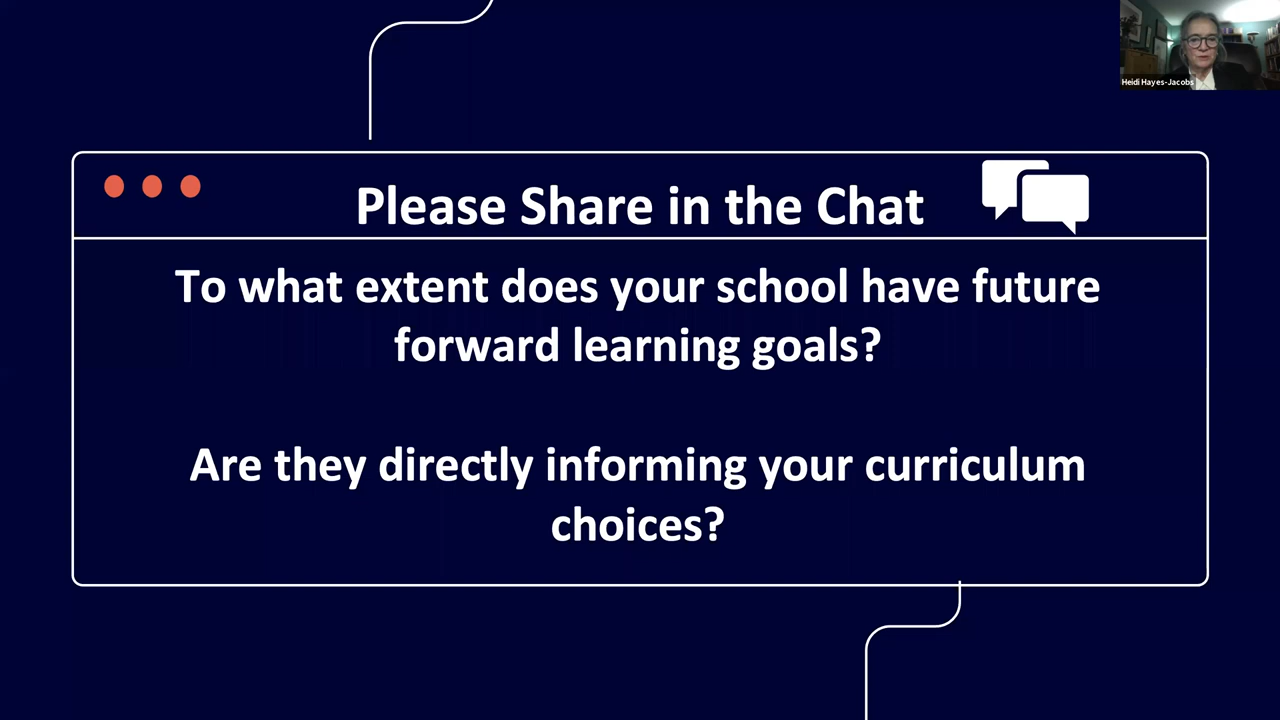 Heidi Hayes-Jacobs
Please Share in the Chat
To what extent does your school have future
forward learning goals?
Are they directly informing your curriculum
choices?